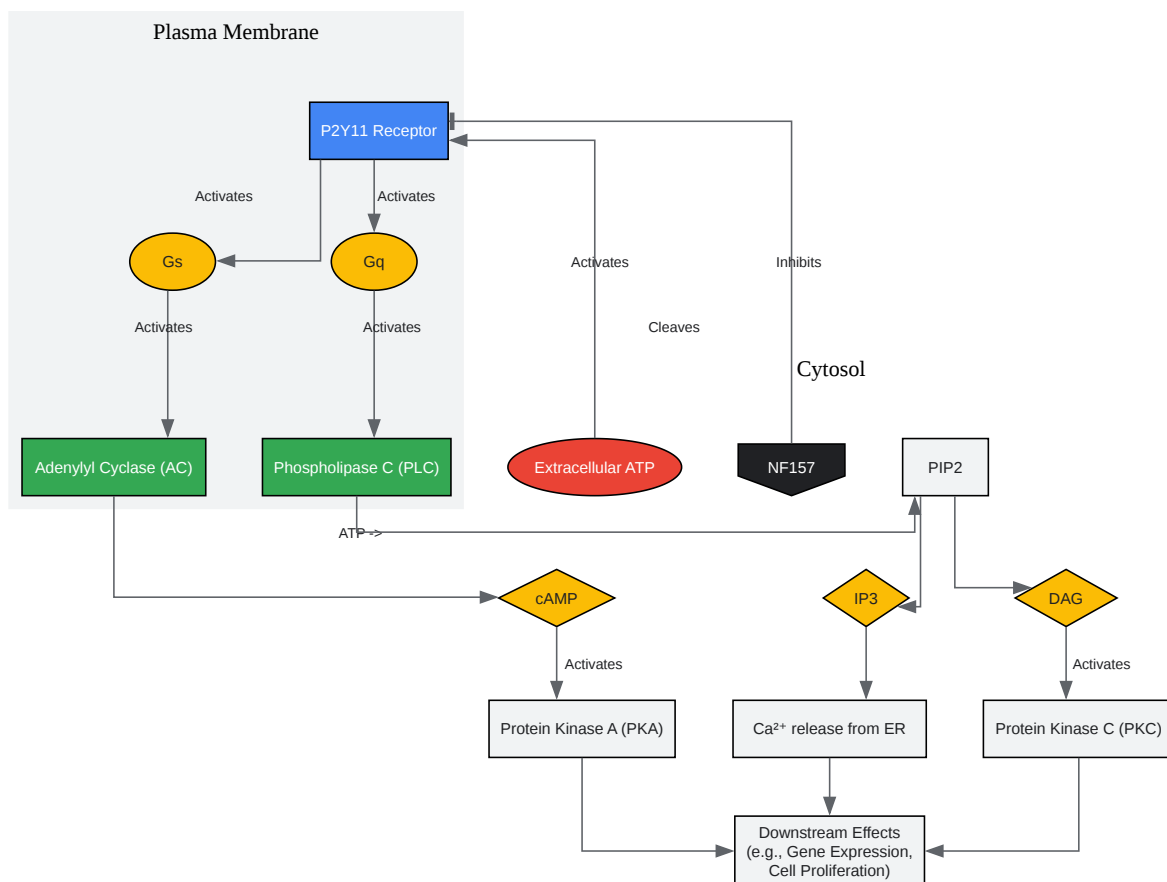 Plasma Membrane
P2Y11 Receptor
Activates
Activates
Gs
Gq
Activates
Inhibits
Activates
Activates
Cleaves
Cytosol
Adenylyl Cyclase (AC)
Phospholipase C (PLC)
Extracellular ATP
NF157
PIP2
ATP ->
cAMP
IP3
DAG
Activates
Activates
Protein Kinase A (PKA)
Ca²⁺ release from ER
Protein Kinase C (PKC)
Downstream Effects
(e.g., Gene Expression,
Cell Proliferation)